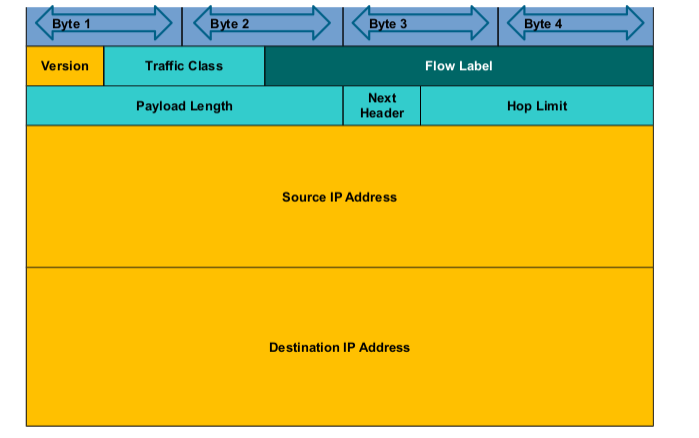 Byte 1 Byte 2 Byte 3 Byte 4
Version Traffic Class Flow Label
Payload Length Next Header Hop Limit
Source IP Address
Destination IP Address